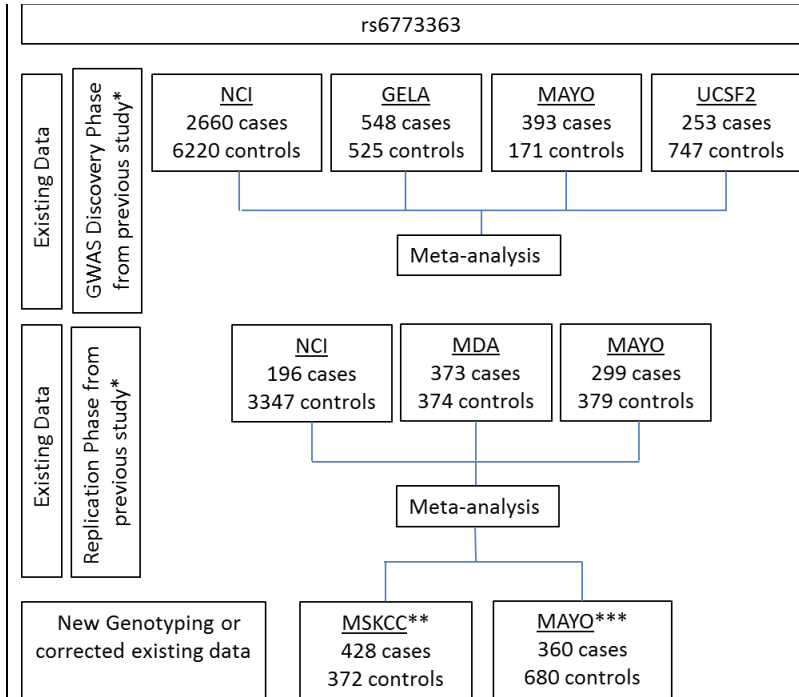 rs6773363
Existing Data
GWAS Discovery Phase
from previous study*
NCI
2660 cases
6220 controls
GELA
548 cases
525 controls
MAYO
393 cases
171 controls
UCSF2
253 cases
747 controls
Meta-analysis
Existing Data
Replication Phase from
previous study*
NCI
196 cases
3347 controls
MDA
373 cases
374 controls
MAYO
299 cases
379 controls
Meta-analysis
New Genotyping or
corrected existing data
MSKCC**
428 cases
372 controls
MAYO***
360 cases
680 controls